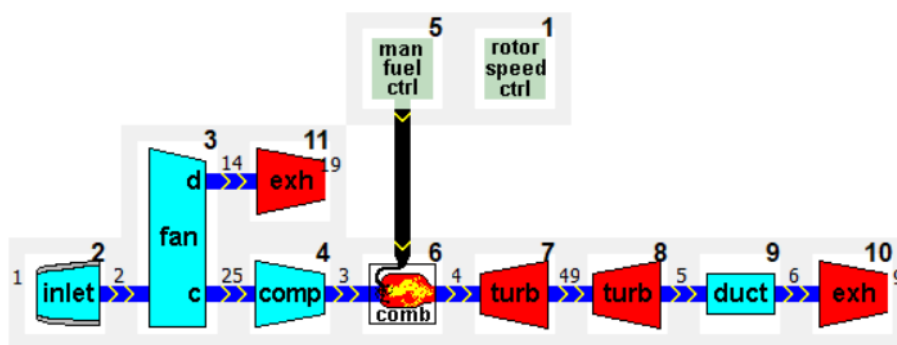 5
1
man
fuel
ctrl
rotor
speed
ctrl
3
11
14
19
d
exh
fan
2
4
6
7
8
9
10
1
2
25
3
4
49
5
6
9
inlet
c
comp
turb
turb
duct
exh
comb